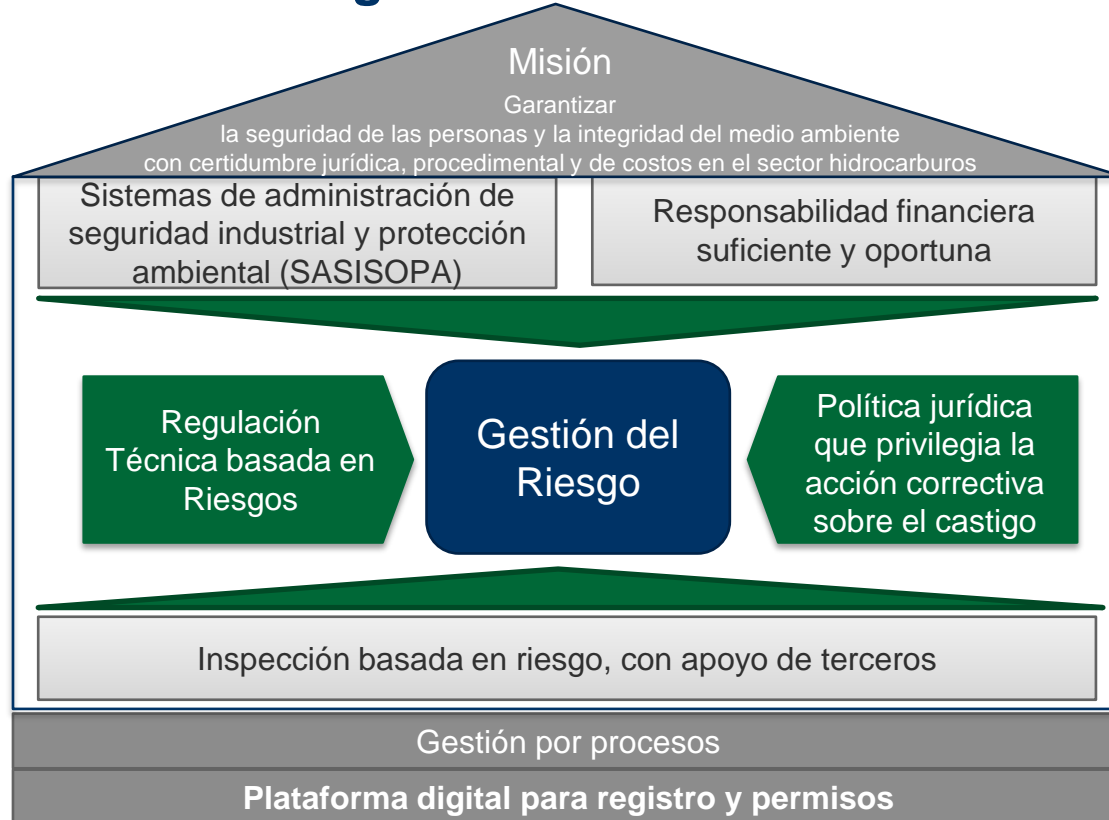 Misión
Garantizar
la seguridad de las personas y la integridad del medio ambiente
con certidumbre jurídica, procedimental y de costos en el sector hidrocarburos
Sistemas de administración de
seguridad industrial y protección
ambiental (SASISOPA)
Responsabilidad financiera
suficiente y oportuna
Regulación
Técnica basada en
Riesgos
Gestión del
Riesgo
Política jurídica
que privilegia la
acción correctiva
sobre el castigo
Inspección basada en riesgo, con apoyo de terceros
Gestión por procesos
Plataforma digital para registro y permisos